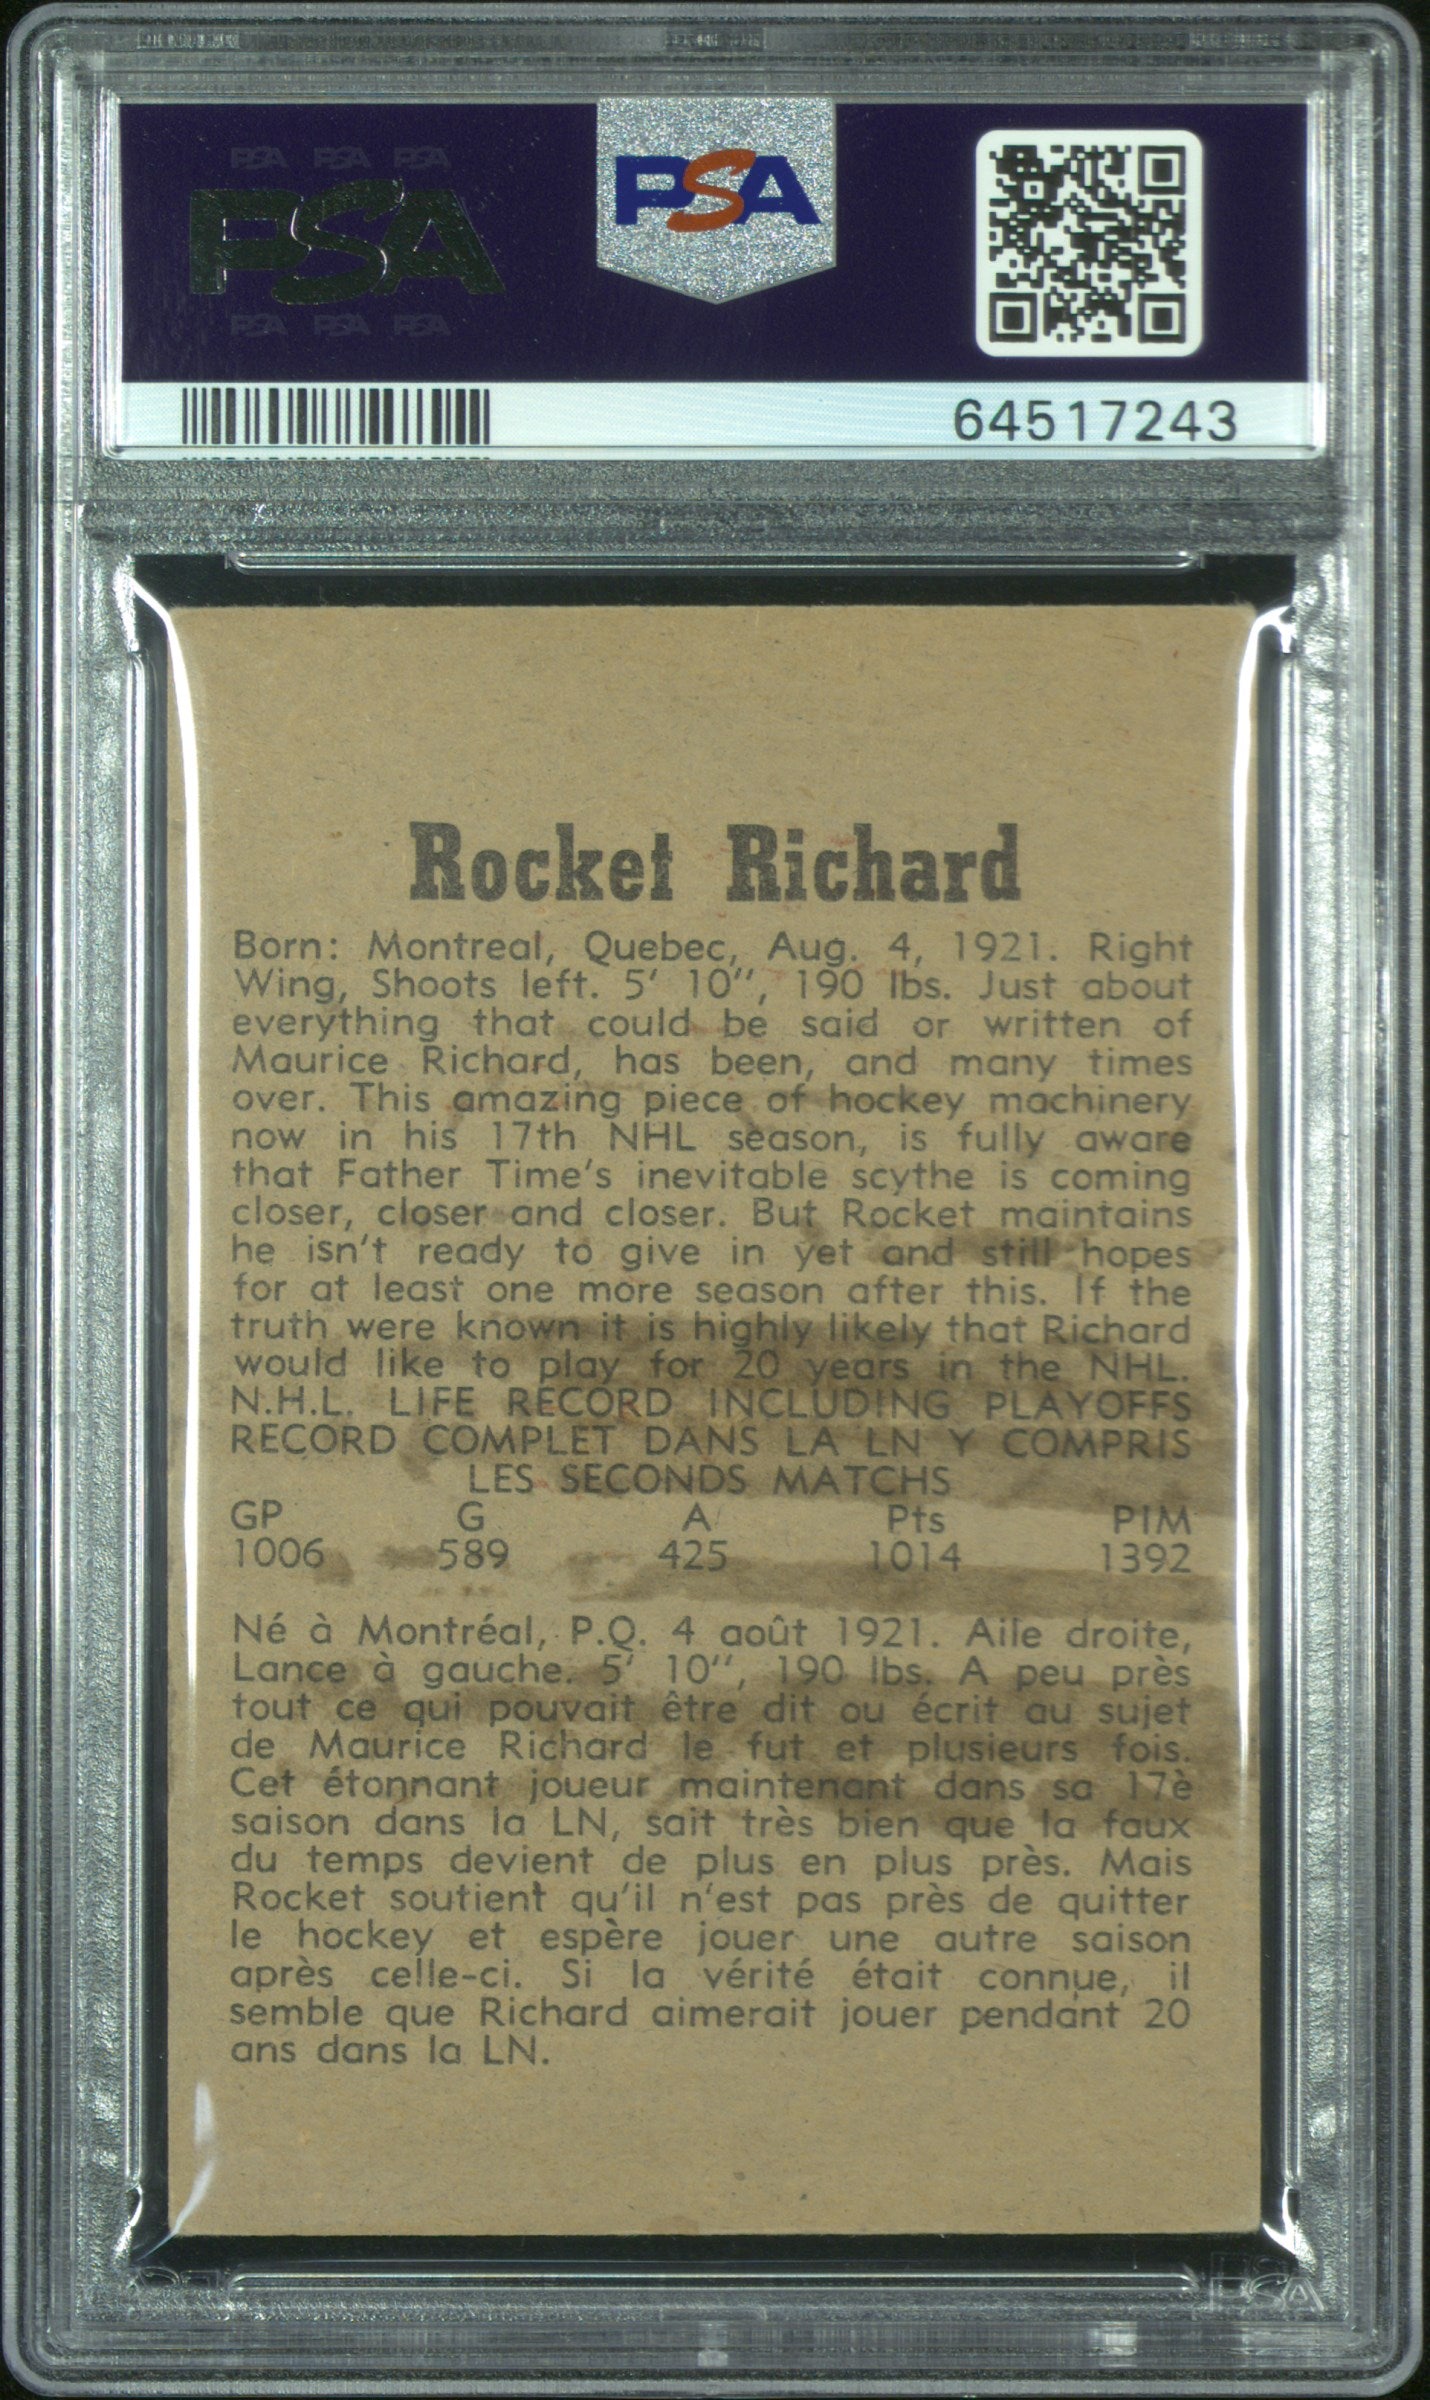 PSA PSA PSA
PSA
PSA
PSA PSA PSA
64517243
Rocket Richard
Born: Montreal, Quebec, Aug. 4, 1921. Right
Wing, Shoots left. 5' 10", 190 lbs. Just about
everything that could be said or written of
Maurice Richard, has been, and many times
over. This amazing piece of hockey machinery
now in his 17th NHL season, is fully aware
that Father Time's inevitable scythe is coming
closer, closer and closer. But Rocket maintains
he isn't ready to give in yet and still hopes
for at least one more season after this. If the
truth were known it is highly likely that Richard
would like to play for 20 years in the NHL.
N.H.L. LIFE RECORD INCLUDING PLAYOFFS
RECORD COMPLET DANS LA LN Y COMPRIS
LES SECONDS MATCHS
GP G A Pts PIM
1006 589 425 1014 1392
Né à Montréal, P.Q. 4 août 1921. Aile droite,
Lance à gauche. 5' 10", 190 lbs. A peu près
tout ce qui pouvait être dit ou écrit au sujet
de Maurice Richard le fut et plusieurs fois.
Cet étonnant joueur maintenant dans sa 17è
saison dans la LN, sait très bien que la faux
du temps devient de plus en plus près. Mais
Rocket soutient qu'il n'est pas près de quitter
le hockey et espère jouer une autre saison
après celle-ci. Si la vérité était connue, il
semble que Richard aimerait jouer pendant 20
ans dans la LN.
PSA